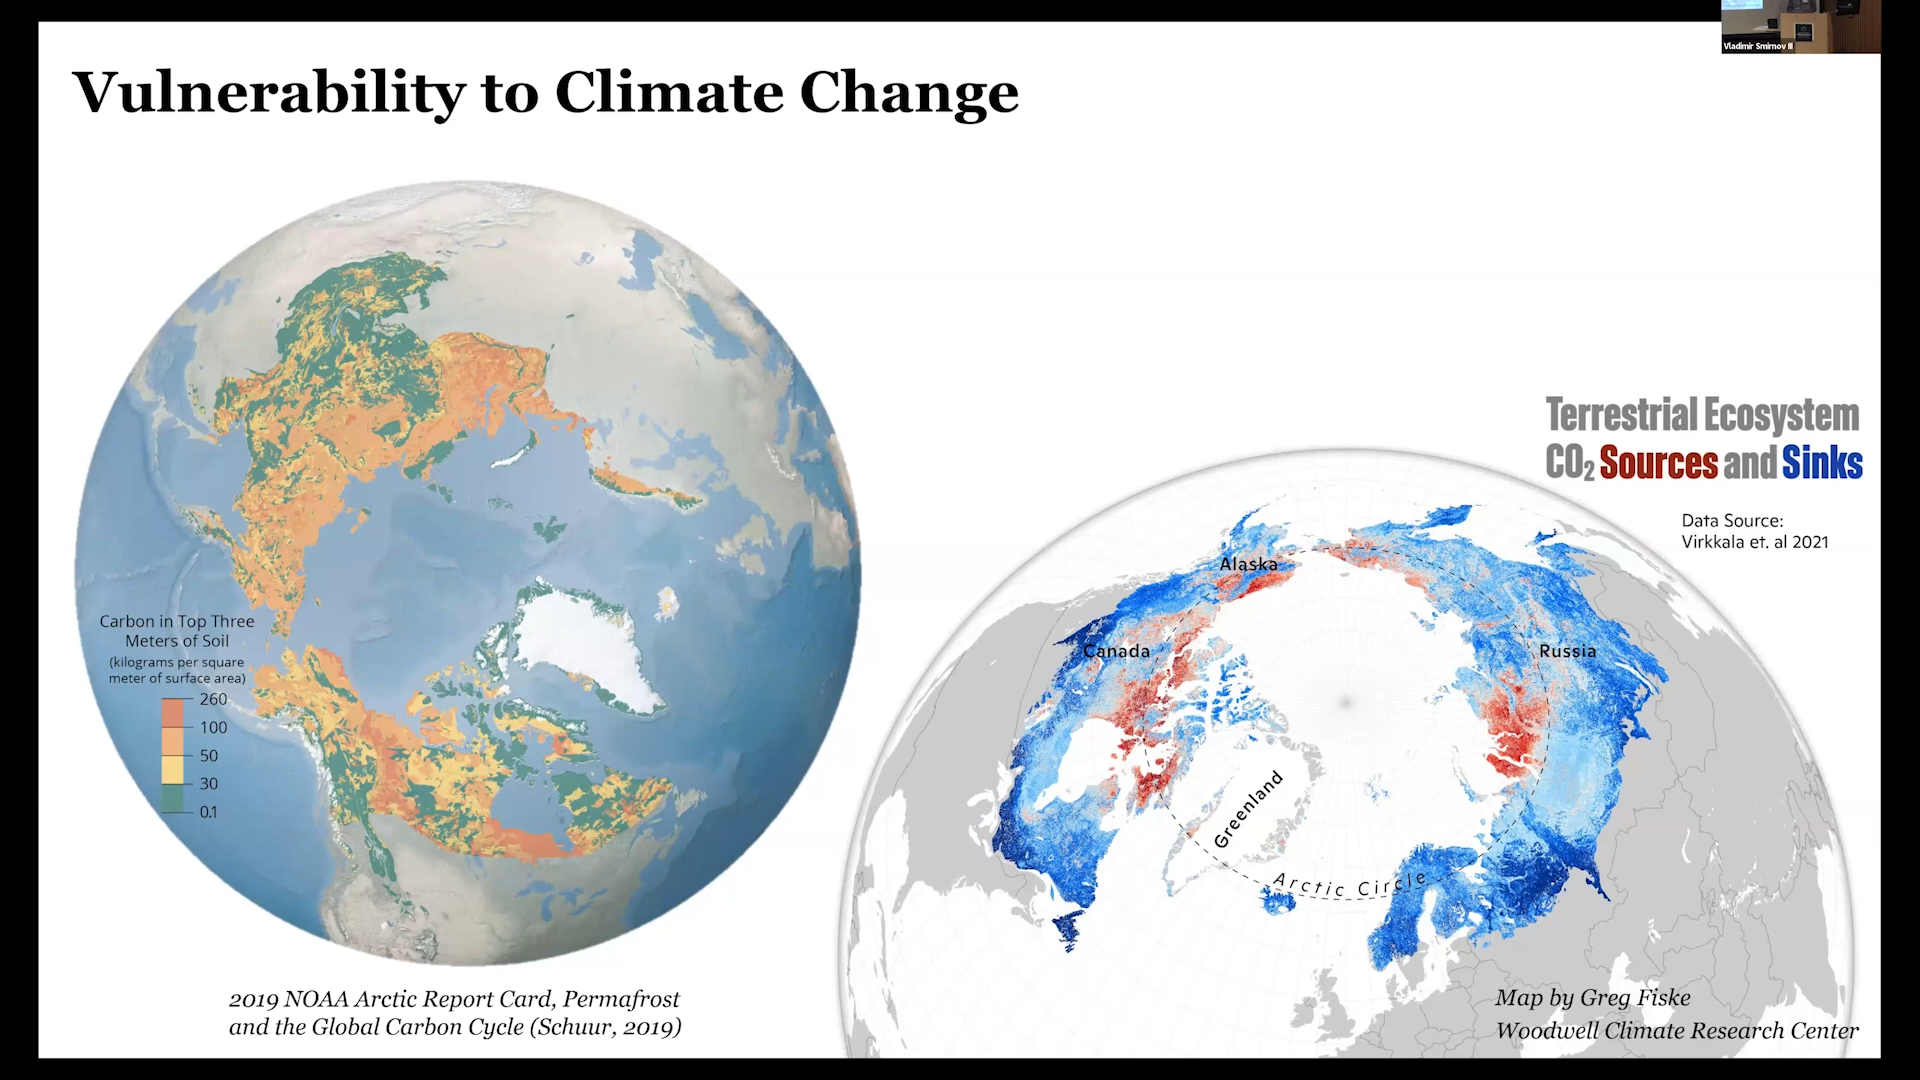 Vladimir Smirnov III
Vulnerability to Climate Change
Carbon in Top Three
Meters of Soil
(kilograms per square
meter of surface area)
260
100
50
30
0.1
2019 NOAA Arctic Report Card, Permafrost
and the Global Carbon Cycle (Schuur, 2019)
Terrestrial Ecosystem
CO₂ Sources and Sinks
Data Source:
Virkkala et. al 2021
Alaska
Canada
Russia
Greenland
Arctic Circle
Map by Greg Fiske
Woodwell Climate Research Center